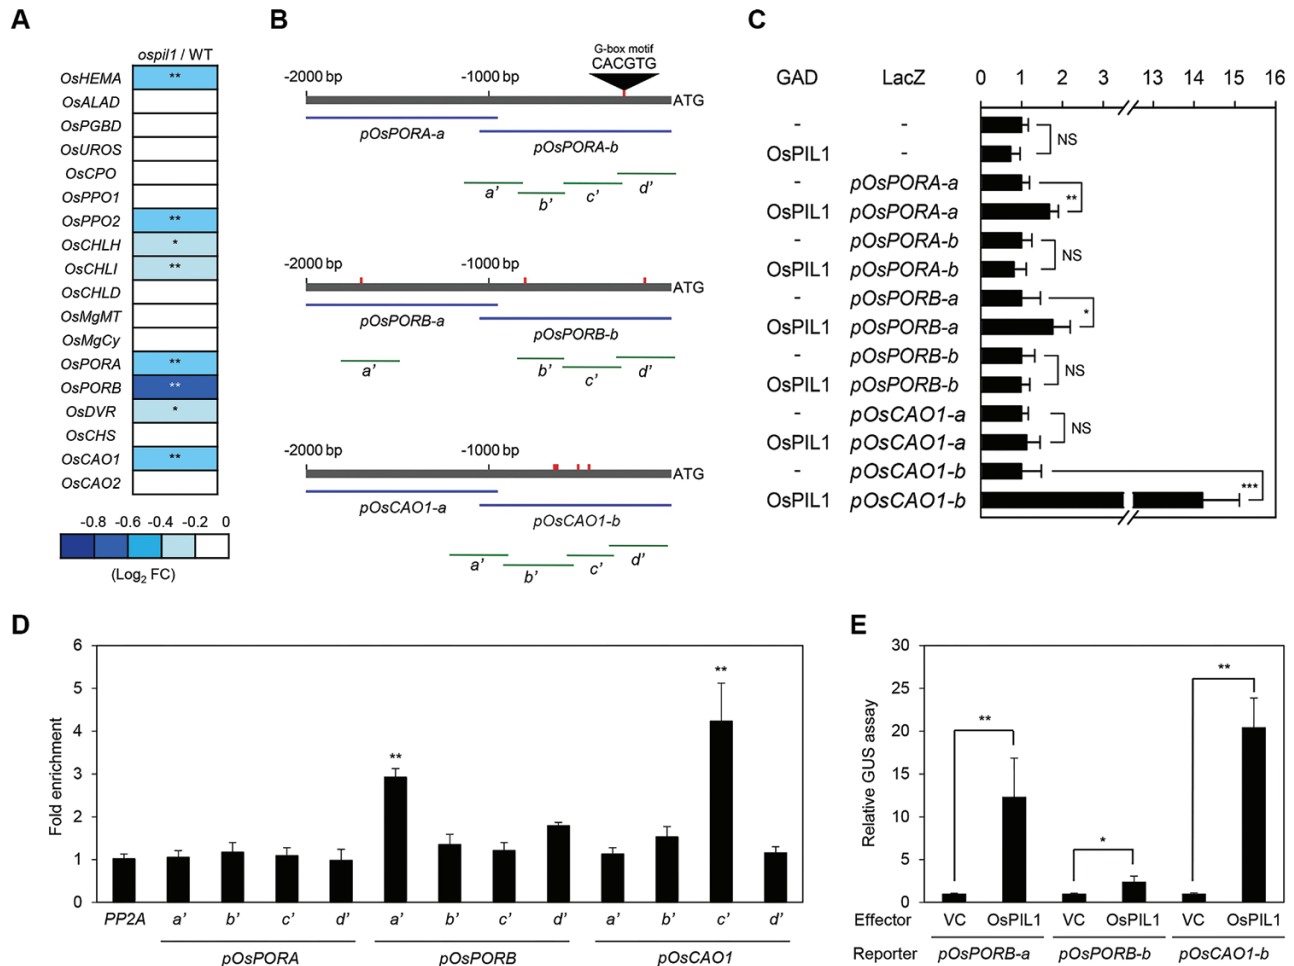 A
ospil1 / WT
OsHEMA **
OsALAD
OsPGBD
OsUROS
OsCPO
OsPPO1
OsPPO2 **
OsCHLH *
OsCHLI **
OsCHLD
OsMgMT
OsMgCy
OsPORA **
OsPORB **
OsDVR *
OsCHS
OsCAO1 **
OsCAO2
-0.8 -0.6 -0.4 -0.2 0
(Log2 FC)
B
G-box motif
CACGTG
-2000 bp -1000 bp
ATG
pOsPORA-a pOsPORA-b
a’ b’ c’ d’
-2000 bp -1000 bp
ATG
pOsPORB-a pOsPORB-b
a’ b’ c’ d’
-2000 bp -1000 bp
ATG
pOsCAO1-a pOsCAO1-b
a’ b’ c’ d’
C
GAD LacZ 0 1 2 3 13 14 15 16
- -
OsPIL1 - NS
- pOsPORA-a
OsPIL1 pOsPORA-a **
- pOsPORA-b
OsPIL1 pOsPORA-b NS
- pOsPORB-a
OsPIL1 pOsPORB-a *
- pOsPORB-b
OsPIL1 pOsPORB-b NS
- pOsCAO1-a
OsPIL1 pOsCAO1-a NS
- pOsCAO1-b
OsPIL1 pOsCAO1-b ***
D
Fold enrichment
6
5
4
3
2
1
0
** **
PP2A a’ b’ c’ d’ a’ b’ c’ d’ a’ b’ c’ d’
pOsPORA pOsPORB pOsCAO1
E
Relative GUS assay
30
25
20
15
10
5
0
** * **
Effector VC OsPIL1 VC OsPIL1 VC OsPIL1
Reporter pOsPORB-a pOsPORB-b pOsCAO1-b